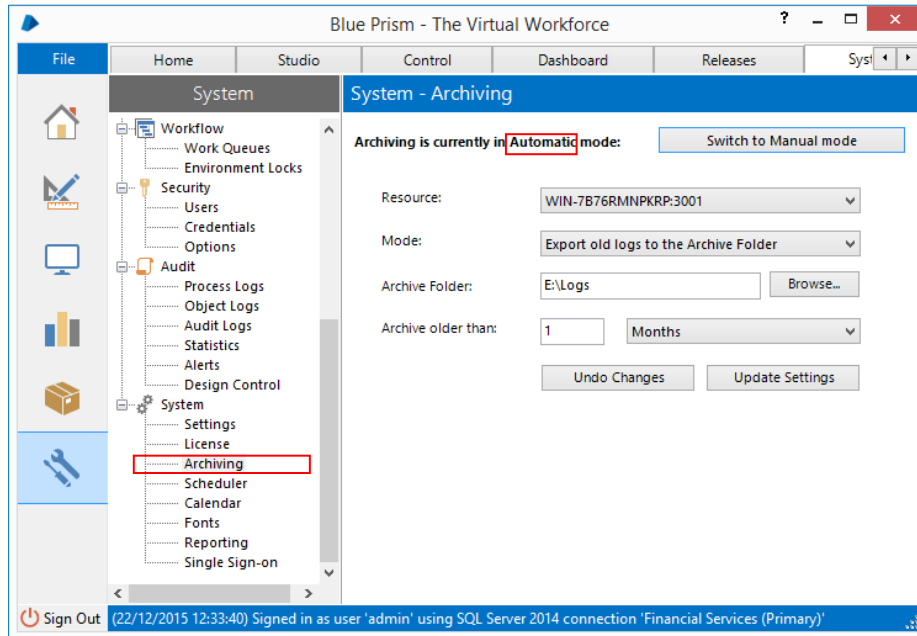 Blue Prism - The Virtual Workforce
?
File
Home Studio Control Dashboard Releases
System
System - Archiving
Workflow
Work Queues
Environment Locks
Security
Users
Credentials
Options
Audit
Process Logs
Object Logs
Audit Logs
Statistics
Alerts
Design Control
System
Settings
License
Archiving
Scheduler
Calendar
Fonts
Reporting
Single Sign-on
Archiving is currently in Automatic mode: Switch to Manual mode
Resource: WIN-7B76RMNPKRP:3001
Mode: Export old logs to the Archive Folder
Archive Folder: E:\Logs Browse...
Archive older than: 1 Months
Undo Changes Update Settings
Sign Out (22/12/2015 12:33:40) Signed in as user 'admin' using SQL Server 2014 connection 'Financial Services (Primary)'